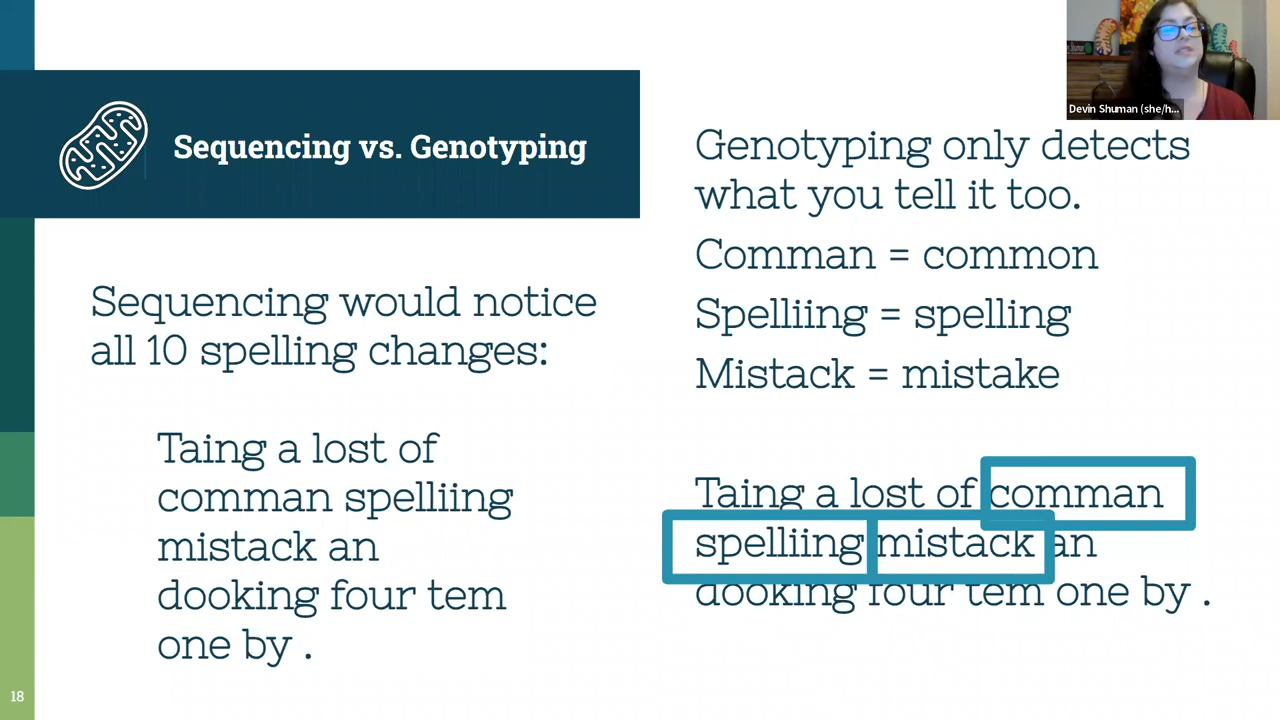 Sequencing vs. Genotyping
Sequencing would notice
all 10 spelling changes:
Taing a lost of
comman spelliing
mistack an
dooking four tem
one by .
Genotyping only detects
what you tell it too.
Comman = common
Spelliing = spelling
Mistack = mistake
Taing a lost of comman
spelliing mistack an
dooking four tem one by .
Devin Shuman (she/h...
18